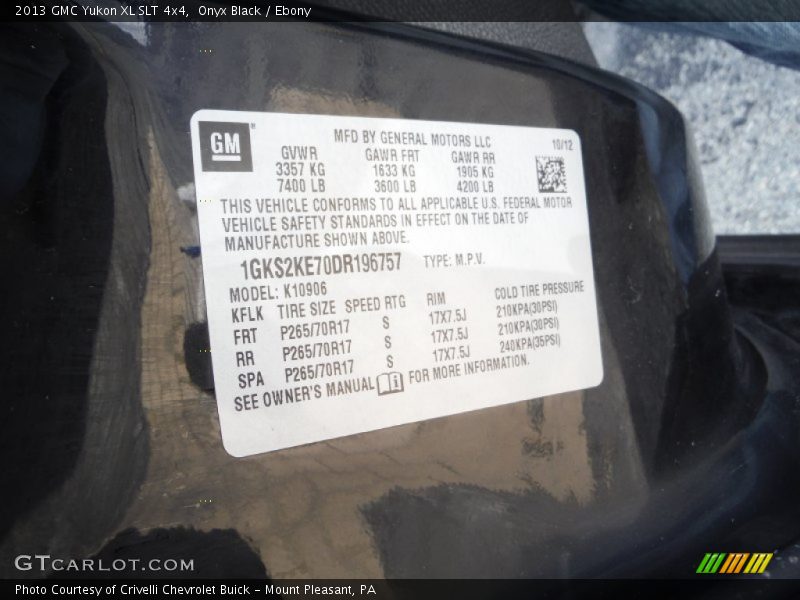 2013 GMC Yukon XL SLT 4x4,  Onyx Black / Ebony
GM
MFD BY GENERAL MOTORS LLC
10/12
GVWR GAWR FRT GAWR RR
3357 KG 1633 KG 1905 KG
7400 LB 3600 LB 4200 LB
THIS VEHICLE CONFORMS TO ALL APPLICABLE U.S. FEDERAL MOTOR
VEHICLE SAFETY STANDARDS IN EFFECT ON THE DATE OF
MANUFACTURE SHOWN ABOVE.
1GKS2KE70DR196757 TYPE: M.P.V.
MODEL: K10906
KFLK TIRE SIZE SPEED RTG RIM COLD TIRE PRESSURE
FRT P265/70R17 S 17X7.5J 210KPA(30PSI)
RR P265/70R17 S 17X7.5J 210KPA(30PSI)
SPA P265/70R17 S 17X7.5J 240KPA(35PSI)
SEE OWNER'S MANUAL FOR MORE INFORMATION.
GTCARLOT.COM
Photo Courtesy of Crivelli Chevrolet Buick - Mount Pleasant, PA